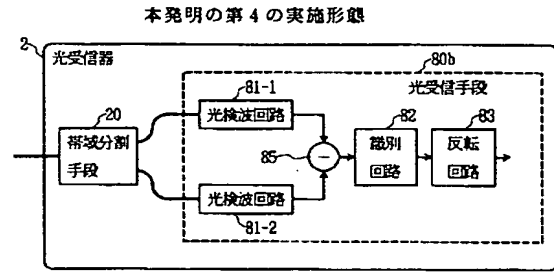 本発明の第4の実施形態
2
光受信器
80b
光受信手段
20
帯域分割
手段
81-1
光検波回路
85
−
82
識別
回路
83
反転
回路
光検波回路
81-2